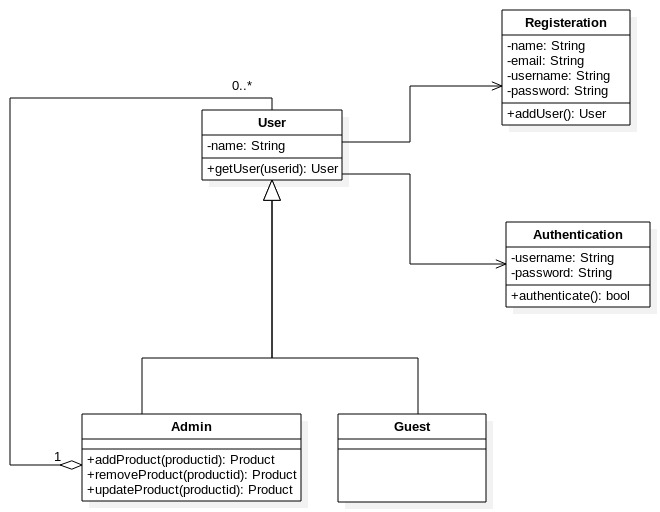 Registeration
-name: String
-email: String
-username: String
-password: String
+addUser(): User
0..*
User
-name: String
+getUser(userid): User
Authentication
-username: String
-password: String
+authenticate(): bool
1
Admin
+addProduct(productid): Product
+removeProduct(productid): Product
+updateProduct(productid): Product
Guest